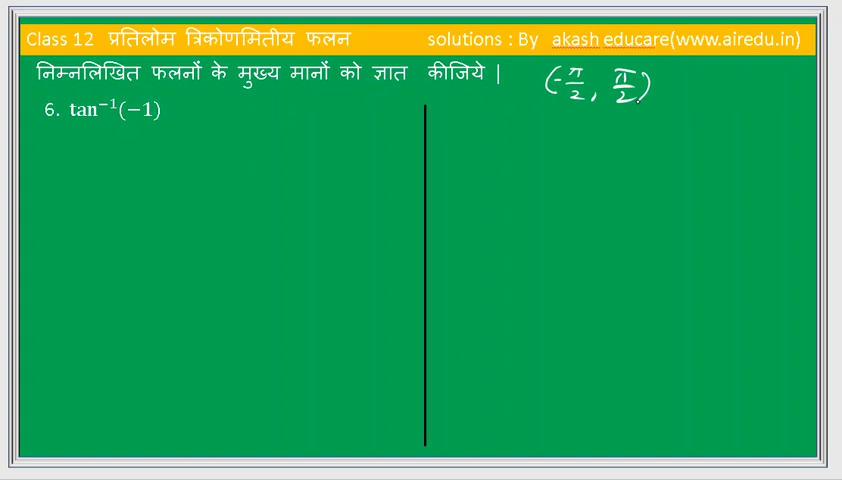 Class 12 प्रतिलोम त्रिकोणमितीय फलन solutions : By akash educare(www.airedu.in)
निम्नलिखित फलनों के मुख्य मानों को ज्ञात कीजिये | (-π/2, π/2)
6. tan⁻¹(−1)